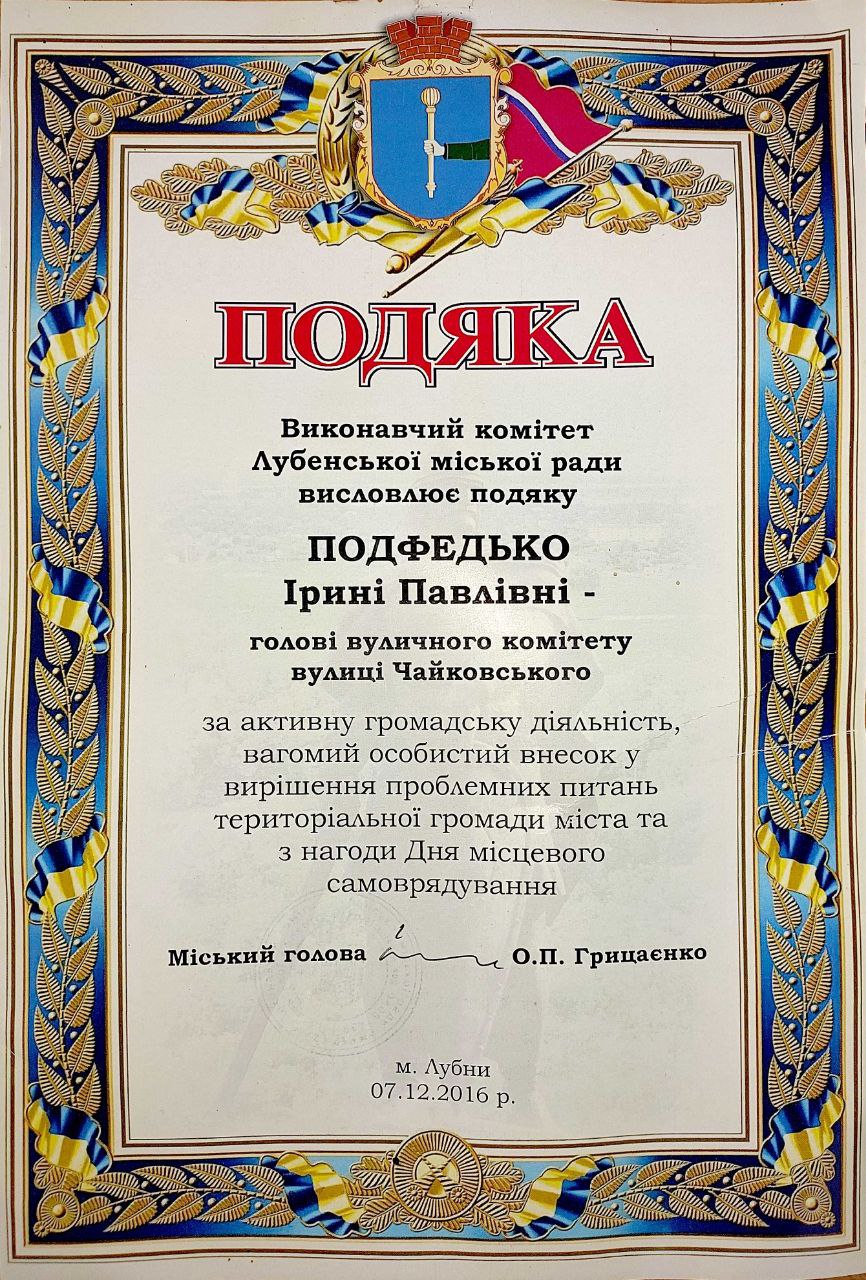 ПОДЯКА
Виконавчий комітет
Лубенської міської ради
висловлює подяку
ПОДФЕДЬКО
Ірині Павлівні -
голові вуличного комітету
вулиці Чайковського
за активну громадську діяльність,
вагомий особистий внесок у
вирішення проблемних питань
територіальної громади міста та
з нагоди Дня місцевого
самоврядування
Міський голова О.П. Грицаєнко
м. Лубни
07.12.2016 р.